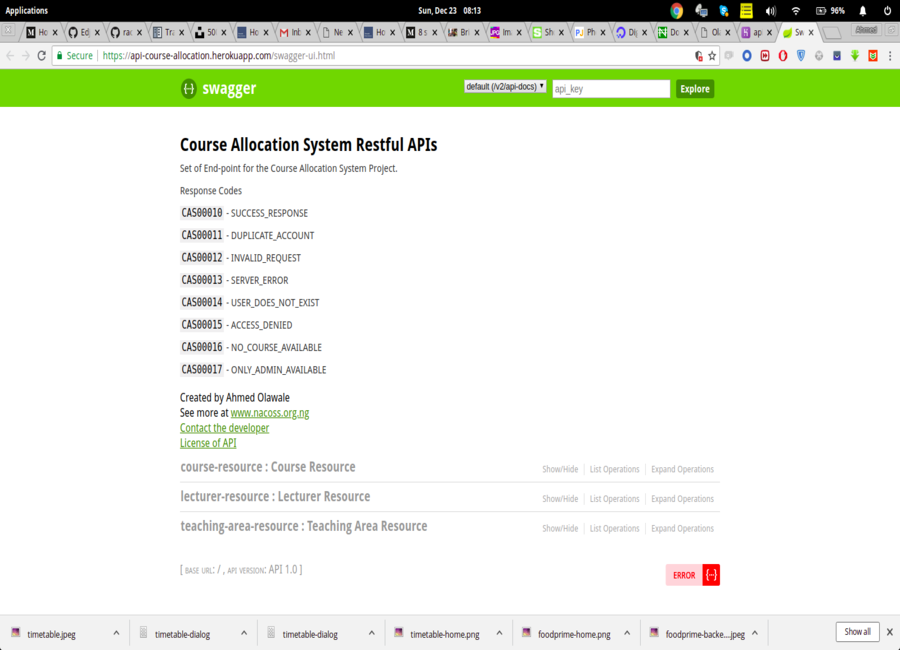 Applications
Sun, Dec 23 08:13
96%
Ho
Ed
rac
Tra
50
Ho
Inb
Ne
Ho
8 s
Bri
Im.
Sh
Ph
Dig
Do
Ola
ap
Sw
Ahmed
Secure
https://api-course-allocation.herokuapp.com/swagger-ui.html
swagger
default (/v2/api-docs)
api_key
Explore
Course Allocation System Restful APIs
Set of End-point for the Course Allocation System Project.
Response Codes
CAS00010 - SUCCESS_RESPONSE
CAS00011 - DUPLICATE_ACCOUNT
CAS00012 - INVALID_REQUEST
CAS00013 - SERVER_ERROR
CAS00014 - USER_DOES_NOT_EXIST
CAS00015 - ACCESS_DENIED
CAS00016 - NO_COURSE_AVAILABLE
CAS00017 - ONLY_ADMIN_AVAILABLE
Created by Ahmed Olawale
See more at www.nacoss.org.ng
Contact the developer
License of API
course-resource : Course Resource Show/Hide List Operations Expand Operations
lecturer-resource : Lecturer Resource Show/Hide List Operations Expand Operations
teaching-area-resource : Teaching Area Resource Show/Hide List Operations Expand Operations
[ BASE URL: / , API VERSION: API 1.0 ]
ERROR {···}
timetable.jpeg
timetable-dialog
timetable-dialog
timetable-home.png
foodprime-home.png
foodprime-backe....jpeg
Show all